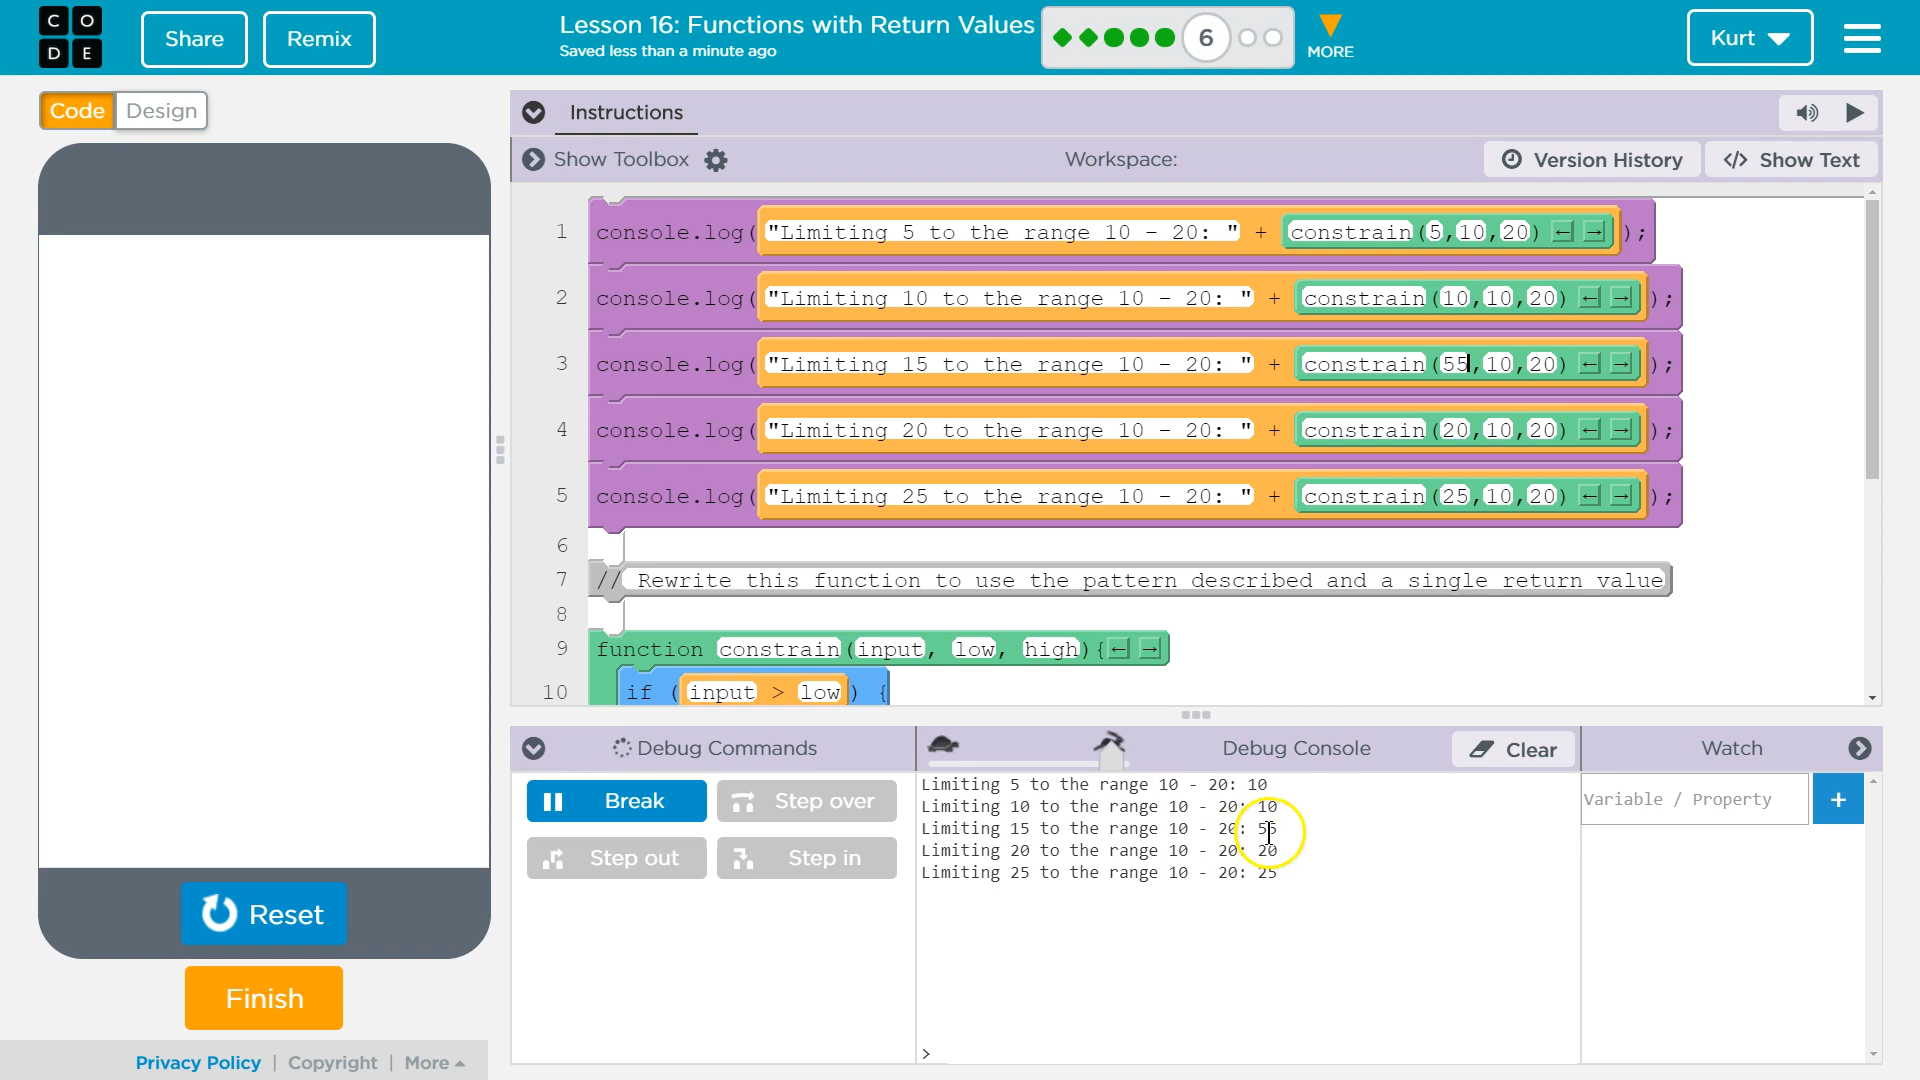 C O
D E
Share
Remix
Lesson 16: Functions with Return Values
Saved less than a minute ago
6
MORE
Kurt
Code
Design
Instructions
Show Toolbox
Workspace:
Version History
</> Show Text
1 console.log("Limiting 5 to the range 10 - 20: " + constrain(5,10,20) ← → );
2 console.log("Limiting 10 to the range 10 - 20: " + constrain(10,10,20) ← → );
3 console.log("Limiting 15 to the range 10 - 20: " + constrain(55,10,20) ← → );
4 console.log("Limiting 20 to the range 10 - 20: " + constrain(20,10,20) ← → );
5 console.log("Limiting 25 to the range 10 - 20: " + constrain(25,10,20) ← → );
6
7 // Rewrite this function to use the pattern described and a single return value
8
9 function constrain(input, low, high){ ← →
10 if (input > low) {
Debug Commands
Debug Console
Clear
Watch
Break
Step over
Step out
Step in
Limiting 5 to the range 10 - 20: 10
Limiting 10 to the range 10 - 20: 10
Limiting 15 to the range 10 - 20: 55
Limiting 20 to the range 10 - 20: 20
Limiting 25 to the range 10 - 20: 25
>
Variable / Property
+
Reset
Finish
Privacy Policy | Copyright | More